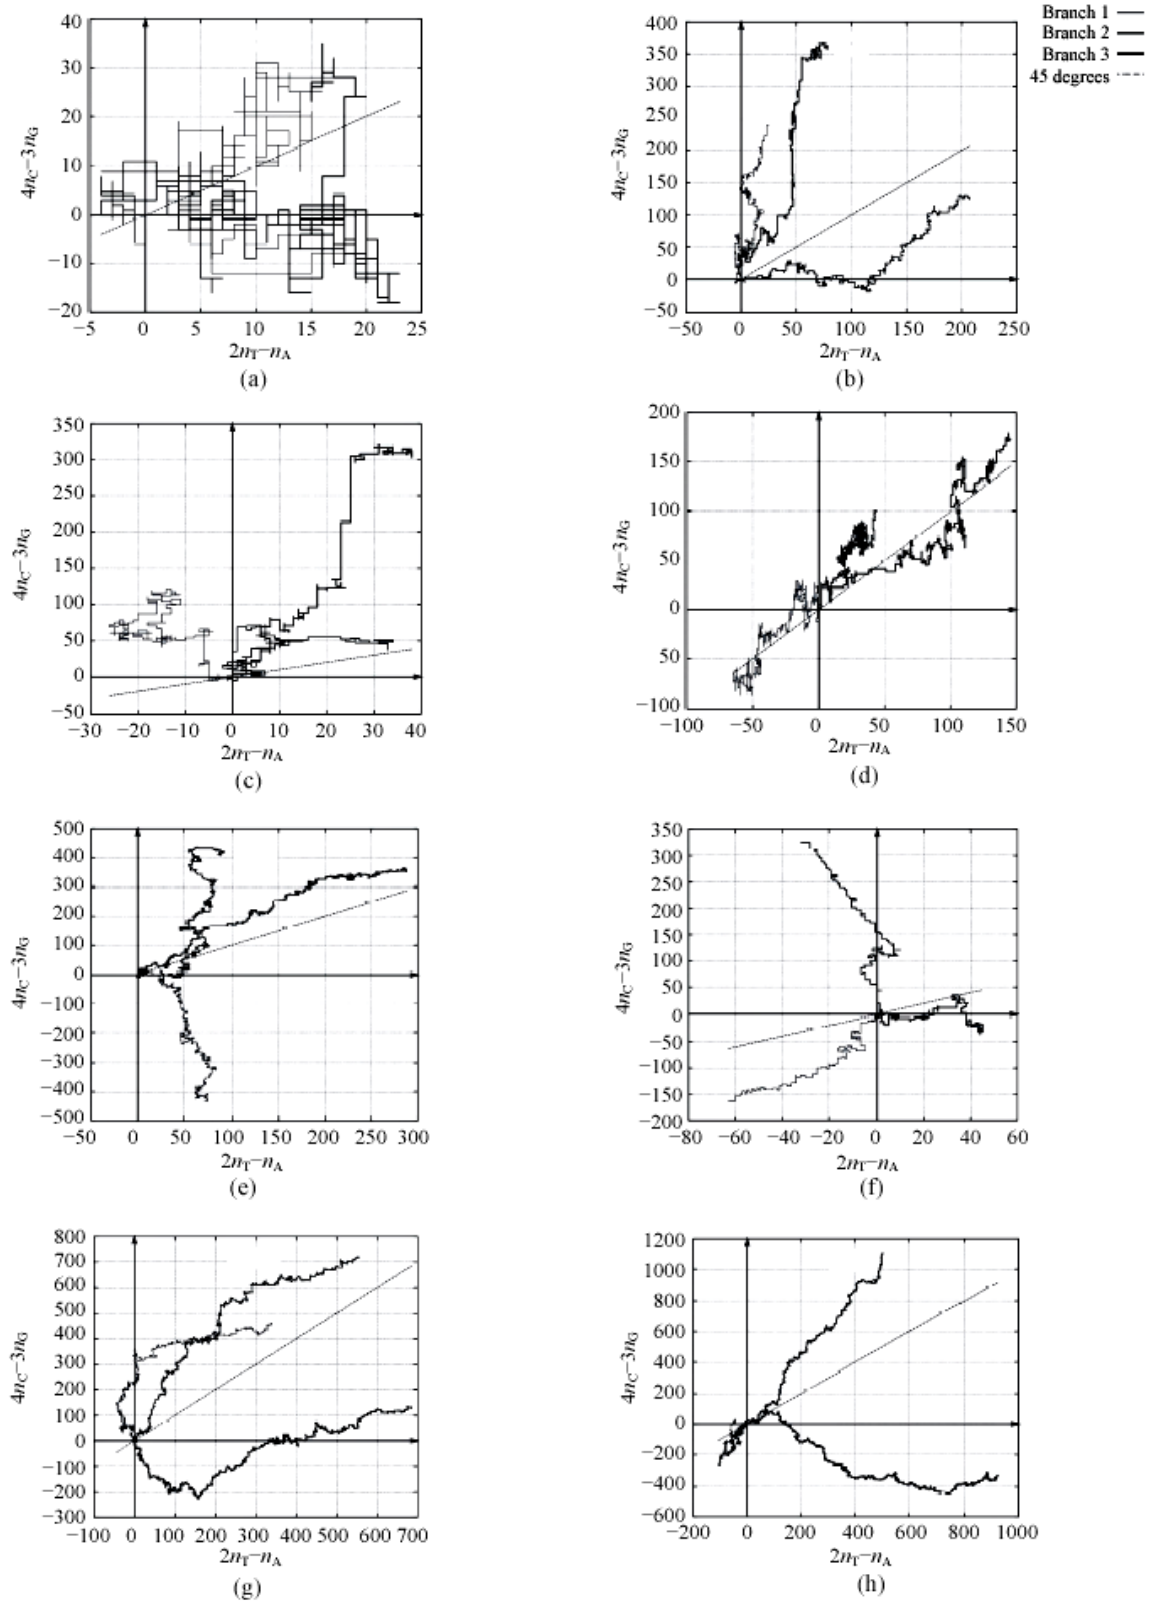 Branch 1
Branch 2
Branch 3
45 degrees
40
30
20
10
0
−10
−20
4nC−3nG
−5 0 5 10 15 20 25
2nT−nA
(a)
400
350
300
250
200
150
100
50
0
−50
4nC−3nG
−50 0 50 100 150 200 250
2nT−nA
(b)
350
300
250
200
150
100
50
0
−50
4nC−3nG
−30 −20 −10 0 10 20 30 40
2nT−nA
(c)
200
150
100
50
0
50
−100
4nC−3nG
−100 −50 0 50 100 150
2nT−nA
(d)
500
400
300
200
100
0
−100
−200
−300
−400
−500
4nC−3nG
−50 0 50 100 150 200 250 300
2nT−nA
(e)
350
300
250
200
150
100
50
0
−50
−100
−150
−200
4nC−3nG
−80 −60 −40 −20 0 20 40 60
2nT−nA
(f)
800
700
600
500
400
300
200
100
0
−100
−200
−300
4nC−3nG
−100 0 100 200 300 400 500 600 700
2nT−nA
(g)
1200
1000
800
600
400
200
0
−200
−400
−600
4nC−3nG
−200 0 200 400 600 800 1000
2nT−nA
(h)